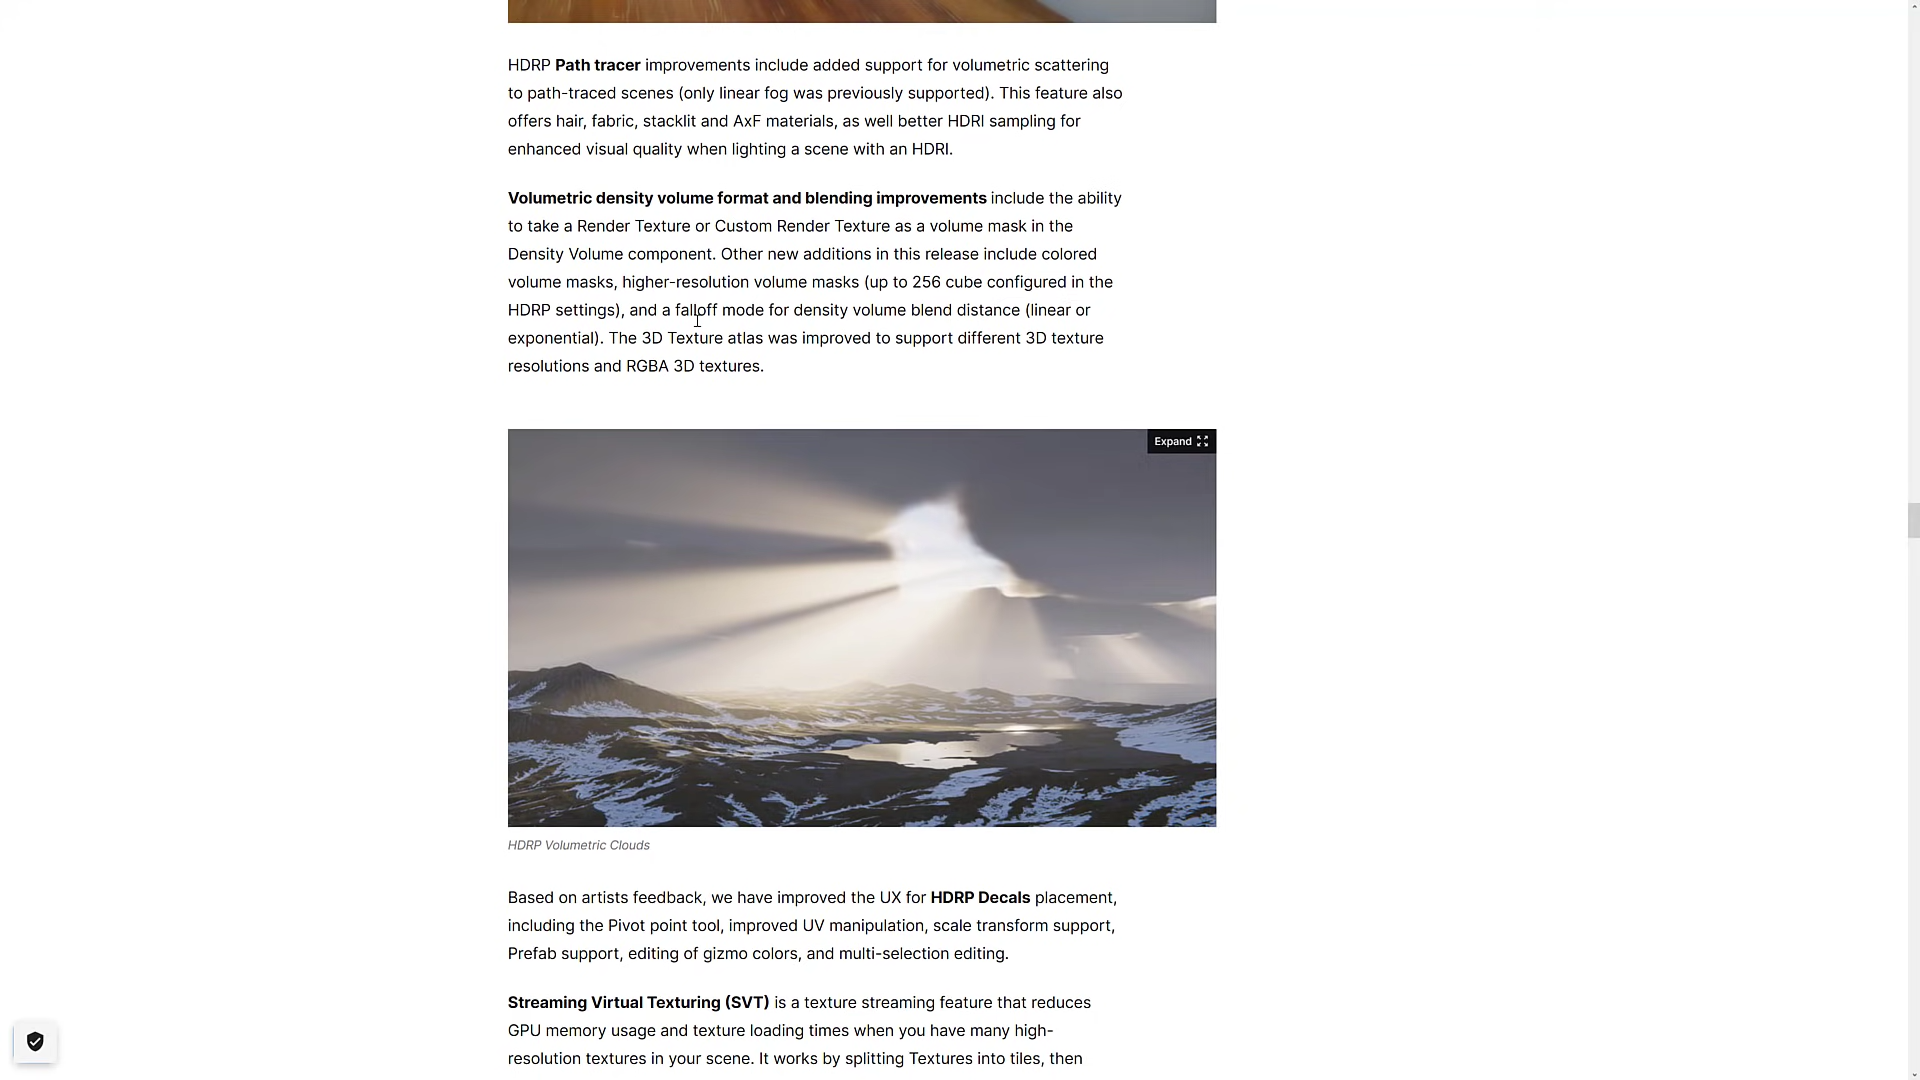 HDRP Path tracer improvements include added support for volumetric scattering
to path-traced scenes (only linear fog was previously supported). This feature also
offers hair, fabric, stacklit and AxF materials, as well better HDRI sampling for
enhanced visual quality when lighting a scene with an HDRI.
Volumetric density volume format and blending improvements include the ability
to take a Render Texture or Custom Render Texture as a volume mask in the
Density Volume component. Other new additions in this release include colored
volume masks, higher-resolution volume masks (up to 256 cube configured in the
HDRP settings), and a falloff mode for density volume blend distance (linear or
exponential). The 3D Texture atlas was improved to support different 3D texture
resolutions and RGBA 3D textures.
Expand
HDRP Volumetric Clouds
Based on artists feedback, we have improved the UX for HDRP Decals placement,
including the Pivot point tool, improved UV manipulation, scale transform support,
Prefab support, editing of gizmo colors, and multi-selection editing.
Streaming Virtual Texturing (SVT) is a texture streaming feature that reduces
GPU memory usage and texture loading times when you have many high-
resolution textures in your scene. It works by splitting Textures into tiles, then